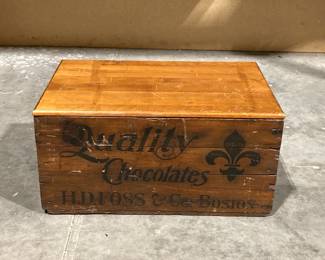 Quality
Chocolates
H.D. FOSS & Co. BOSTON